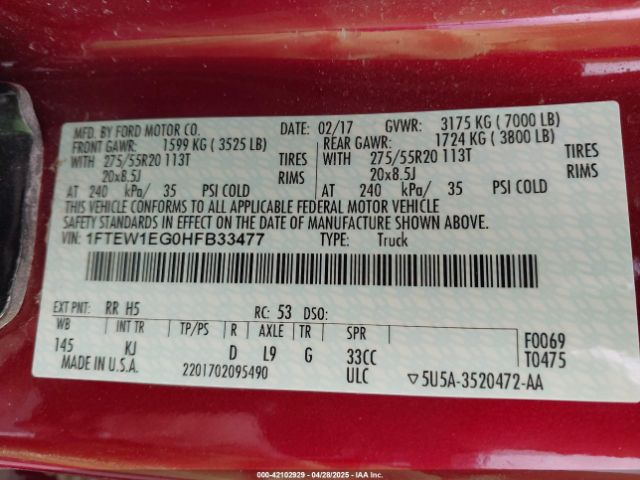 MFD. BY FORD MOTOR CO. DATE: 02/17 GVWR: 3175 KG ( 7000 LB)
FRONT GAWR: 1599 KG ( 3525 LB) REAR GAWR: 1724 KG ( 3800 LB)
WITH 275/55R20 113T TIRES WITH 275/55R20 113T TIRES
20x8.5J RIMS 20x8.5J RIMS
AT 240 kPa/ 35 PSI COLD AT 240 kPa/ 35 PSI COLD
THIS VEHICLE CONFORMS TO ALL APPLICABLE FEDERAL MOTOR VEHICLE
SAFETY STANDARDS IN EFFECT ON THE DATE OF MANUFACTURE SHOWN ABOVE.
VIN: 1FTEW1EG0HFB33477 TYPE: Truck
EXT PNT: RR H5 RC: 53 DSO:
WB INT TR TP/PS R AXLE TR SPR F0069
145 KJ D L9 G 33CC T0475
MADE IN U.S.A. 2201702095490 ULC ▽5U5A-3520472-AA
00-42102929 04/28/2025 - IAA Inc.